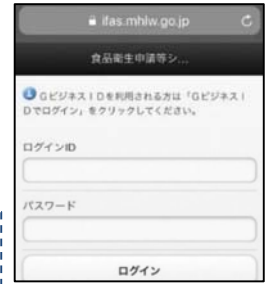 ifas.mhlw.go.jp
食品衛生申請等シ...
GビジネスIDを利用される方は「GビジネスI
Dでログイン」をクリックしてください。
ログインID
パスワード
ログイン